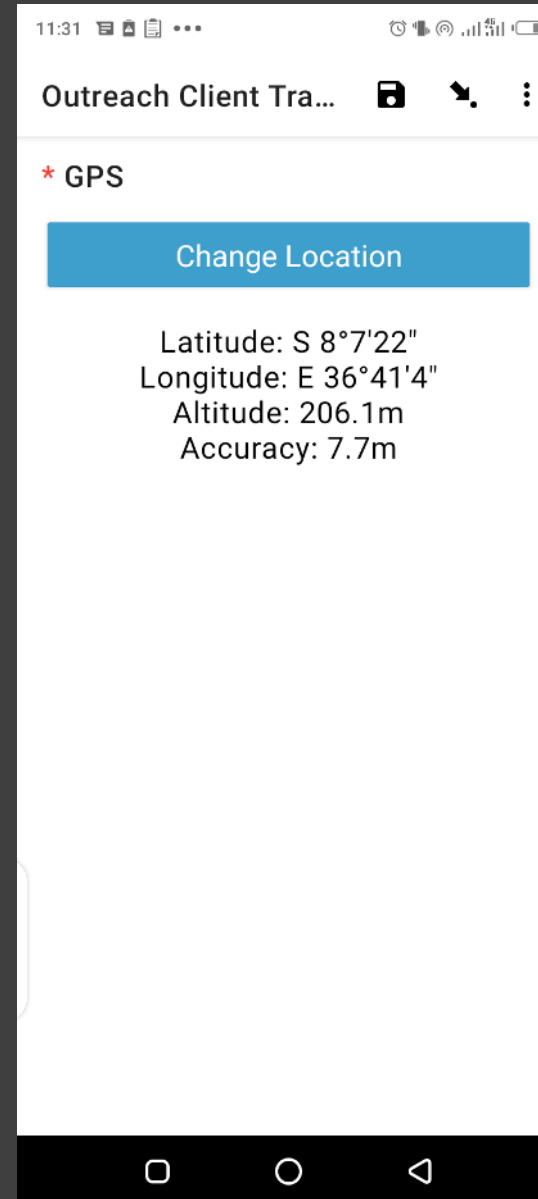 11:31
Outreach Client Tra...
* GPS
Change Location
Latitude: S 8°7'22"
Longitude: E 36°41'4"
Altitude: 206.1m
Accuracy: 7.7m